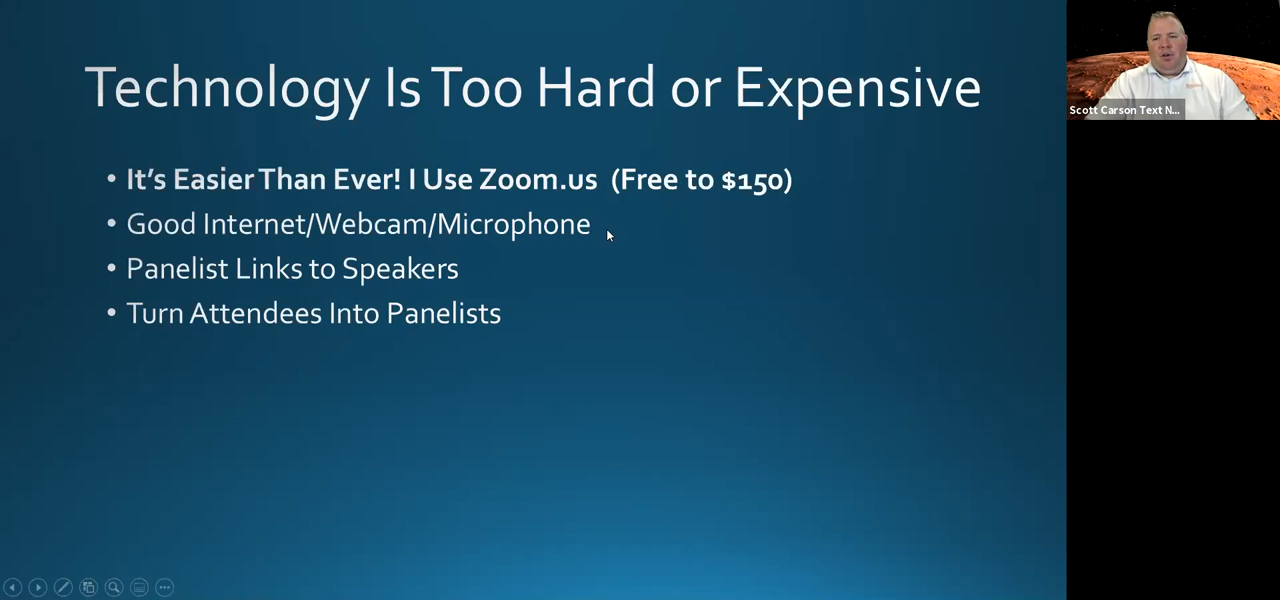 Technology Is Too Hard or Expensive
• It's Easier Than Ever! I Use Zoom.us (Free to $150)
• Good Internet/Webcam/Microphone
• Panelist Links to Speakers
• Turn Attendees Into Panelists
Scott Carson Text N...